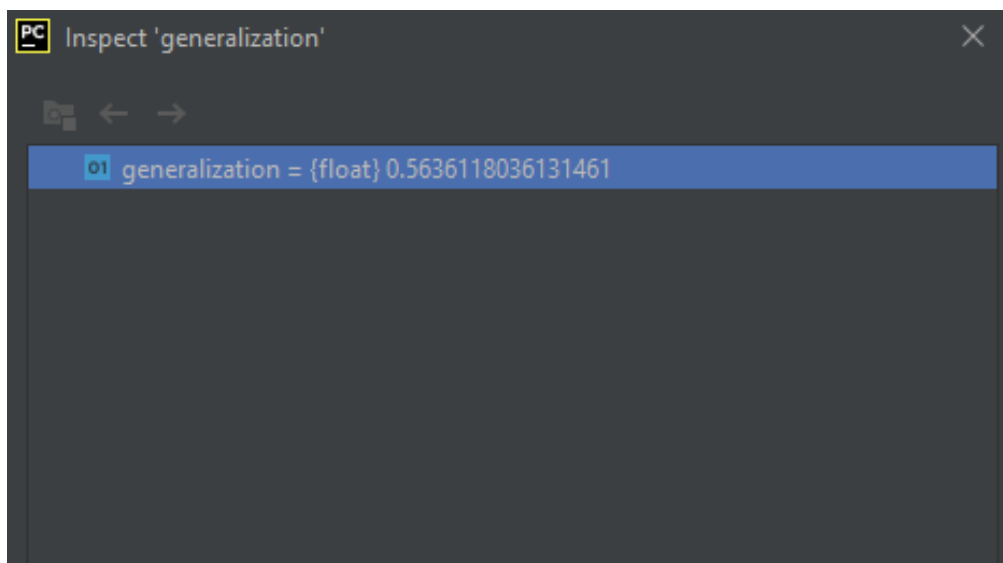 PC Inspect 'generalization'
01 generalization = {float} 0.5636118036131461